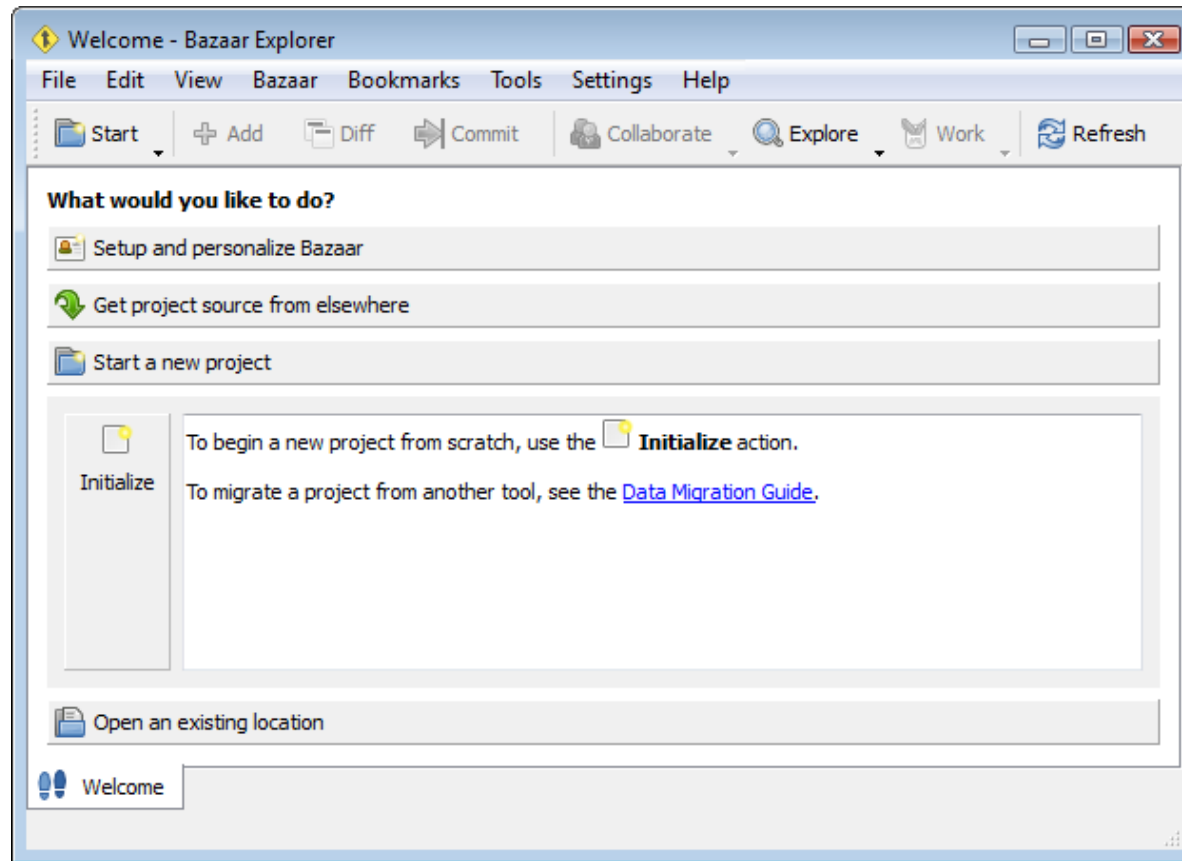 Welcome - Bazaar Explorer
File Edit View Bazaar Bookmarks Tools Settings Help
Start Add Diff Commit Collaborate Explore Work Refresh
What would you like to do?
Setup and personalize Bazaar
Get project source from elsewhere
Start a new project
To begin a new project from scratch, use the Initialize action.
Initialize
To migrate a project from another tool, see the Data Migration Guide.
Open an existing location
Welcome